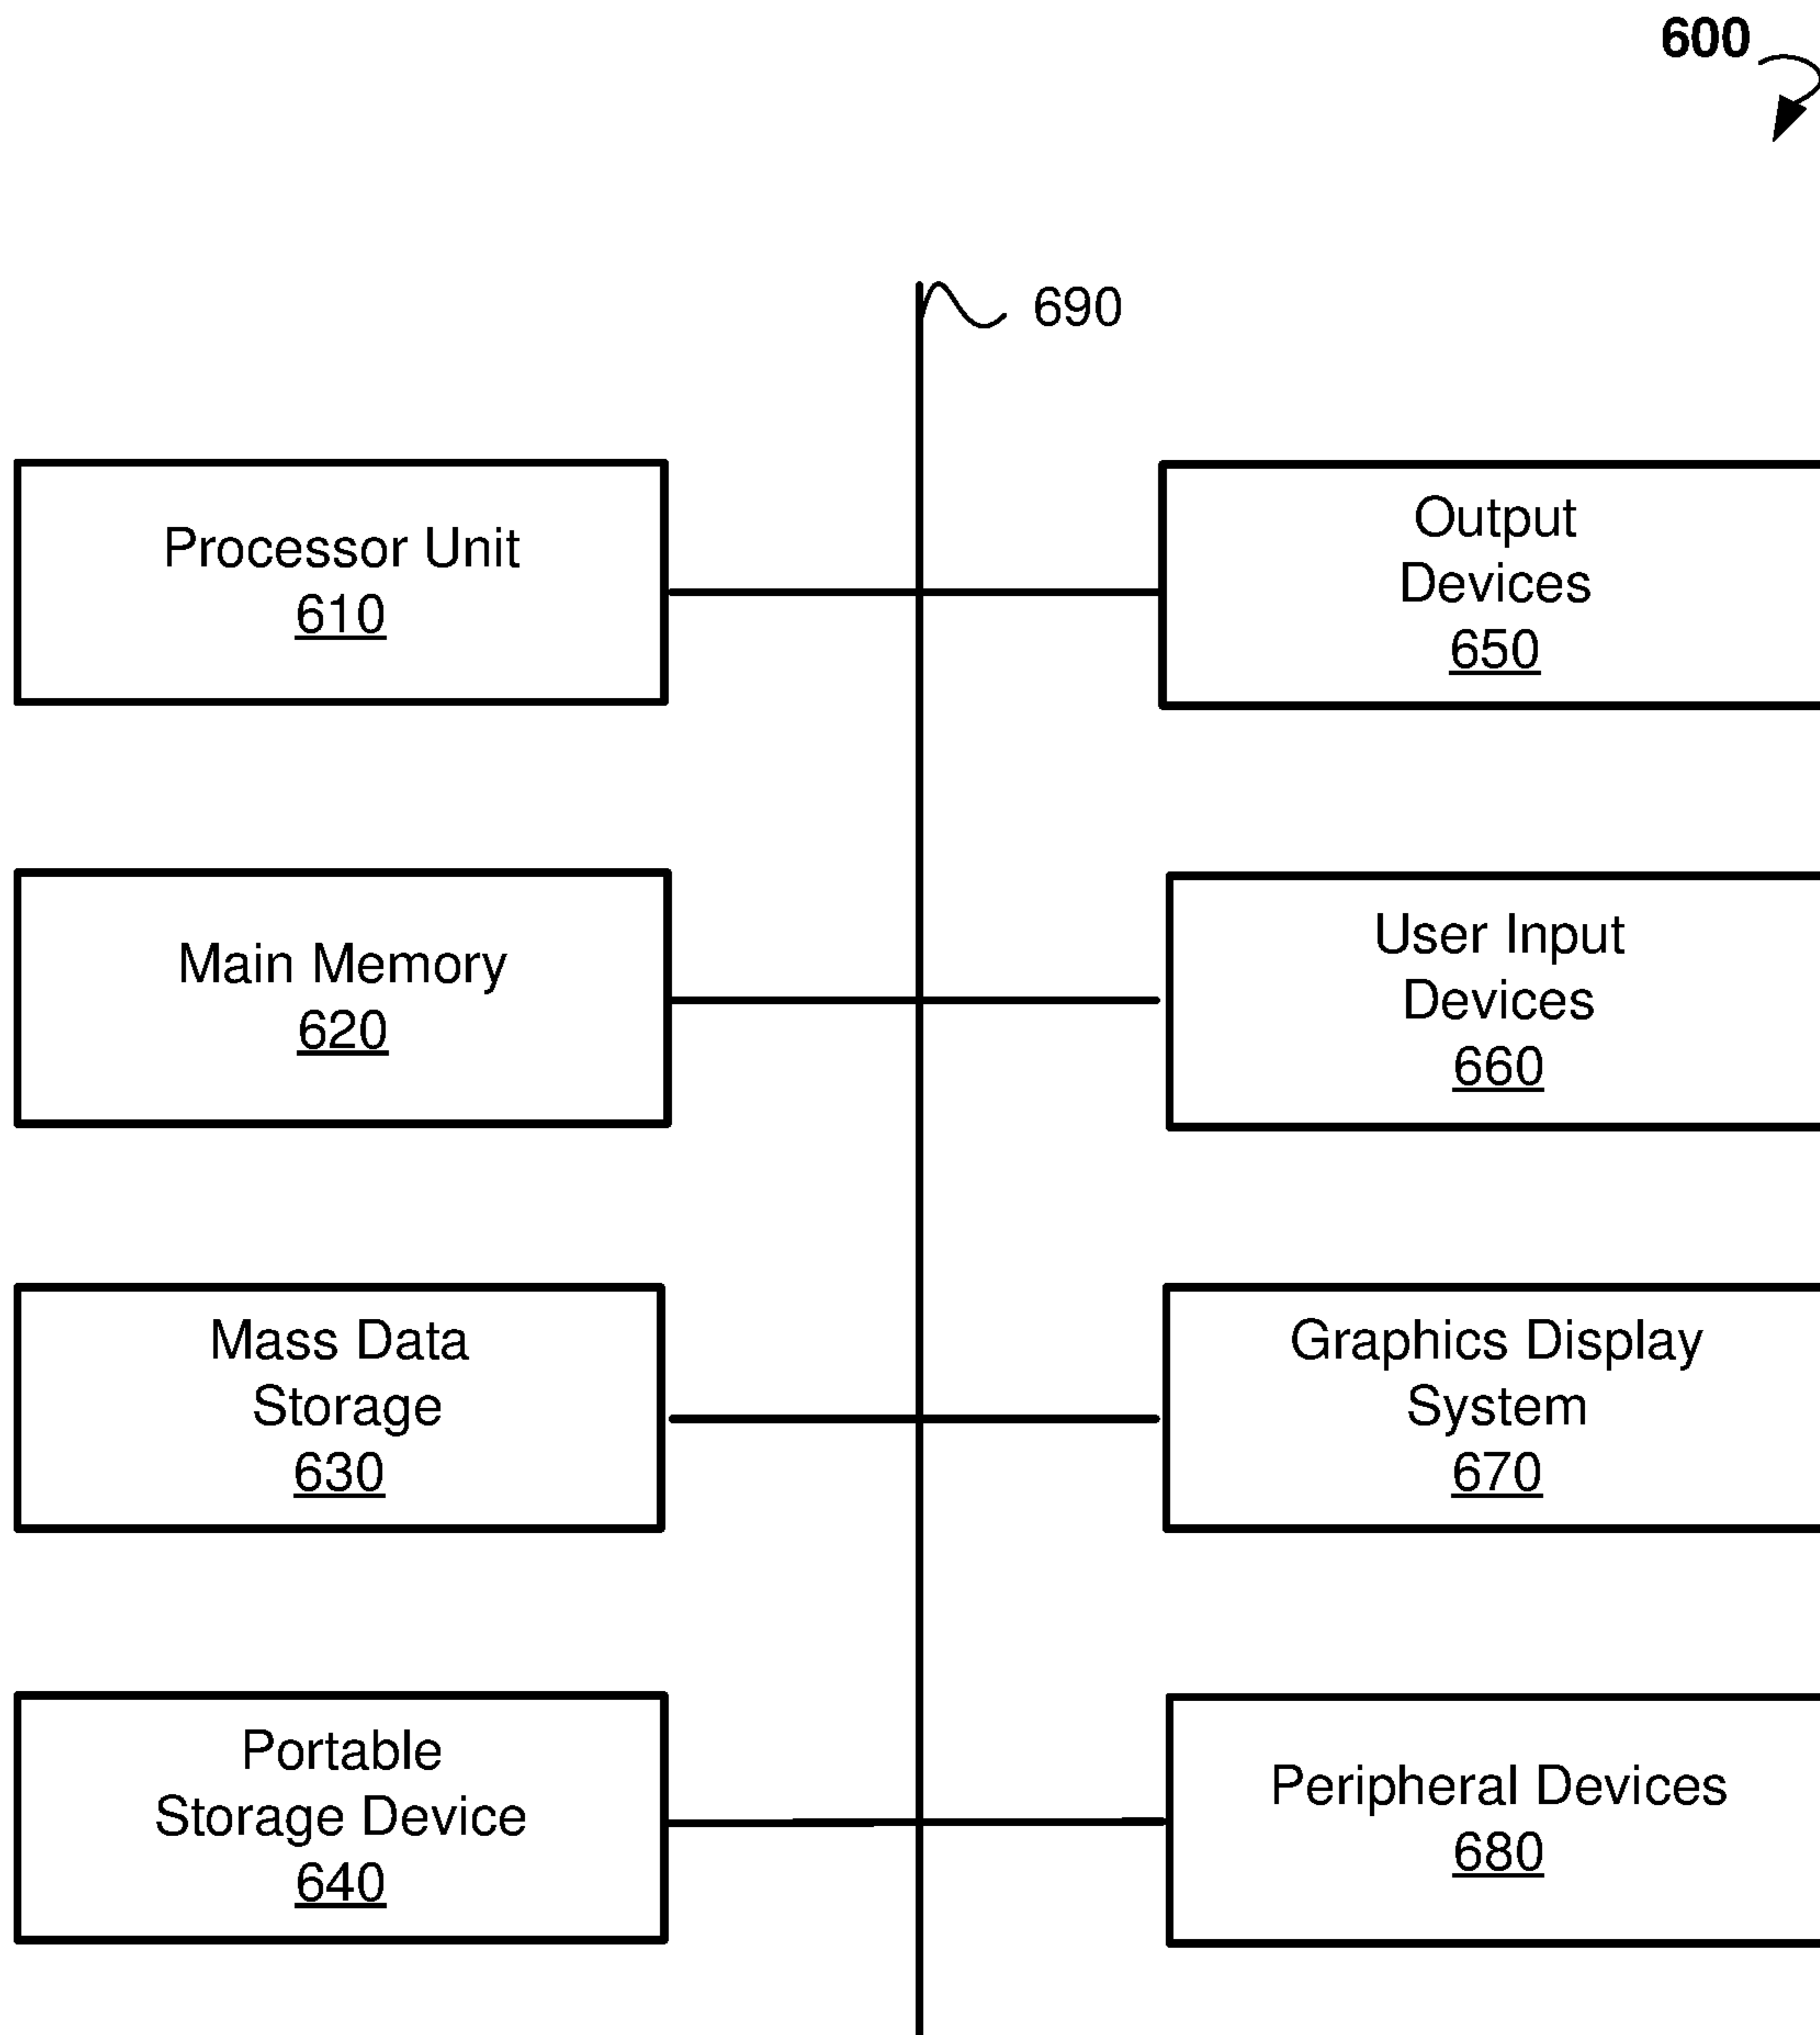 600
690
Processor Unit
610
Output
Devices
650
Main Memory
620
User Input
Devices
660
Mass Data
Storage
630
Graphics Display
System
670
Portable
Storage Device
640
Peripheral Devices
680